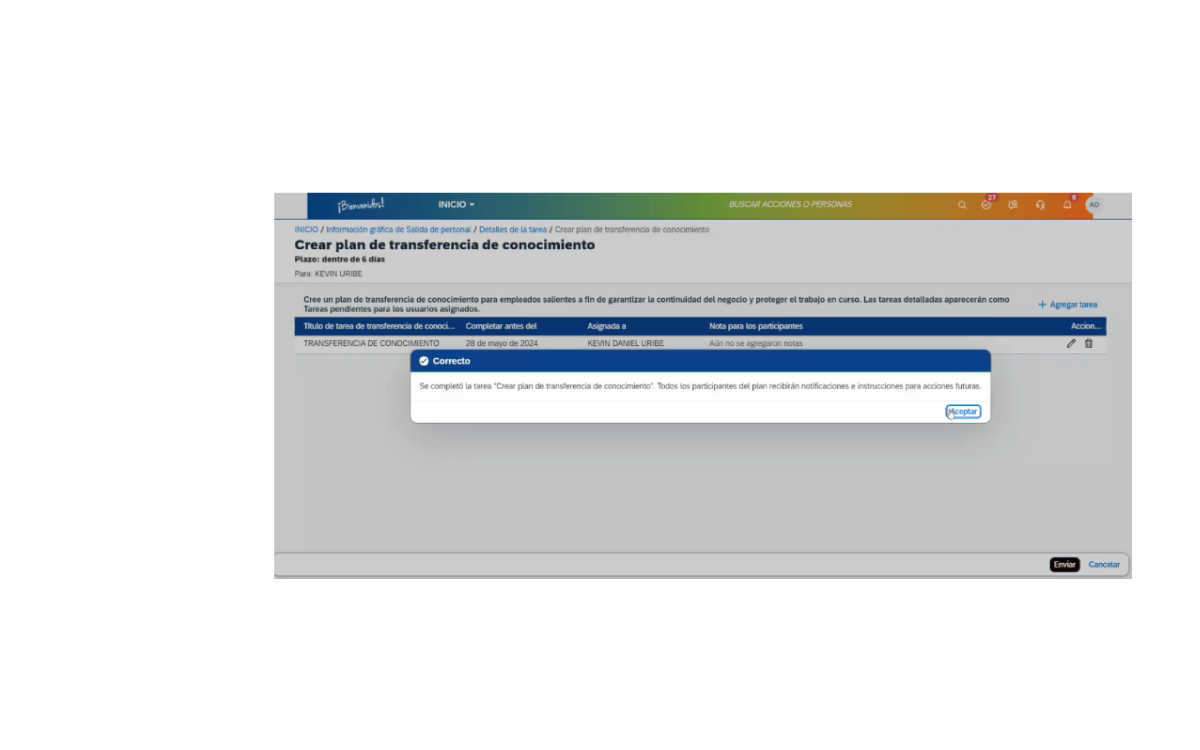 ¡Bienvenidos!
INICIO
BUSCAR ACCIONES O PERSONAS
27
8
AO
INICIO / Información gráfica de Salida de personal / Detalles de la tarea / Crear plan de transferencia de conocimiento
Crear plan de transferencia de conocimiento
Plazo: dentro de 6 días
Para: KEVIN URIBE
Cree un plan de transferencia de conocimiento para empleados salientes a fin de garantizar la continuidad del negocio y proteger el trabajo en curso. Las tareas detalladas aparecerán como
Tareas pendientes para los usuarios asignados.
+ Agregar tarea
Título de tarea de transferencia de conoci... Completar antes del Asignada a Nota para los participantes Accion...
TRANSFERENCIA DE CONOCIMIENTO 28 de mayo de 2024 KEVIN DANIEL URIBE Aún no se agregaron notas
Correcto
Se completó la tarea "Crear plan de transferencia de conocimiento". Todos los participantes del plan recibirán notificaciones e instrucciones para acciones futuras.
Aceptar
Enviar Cancelar